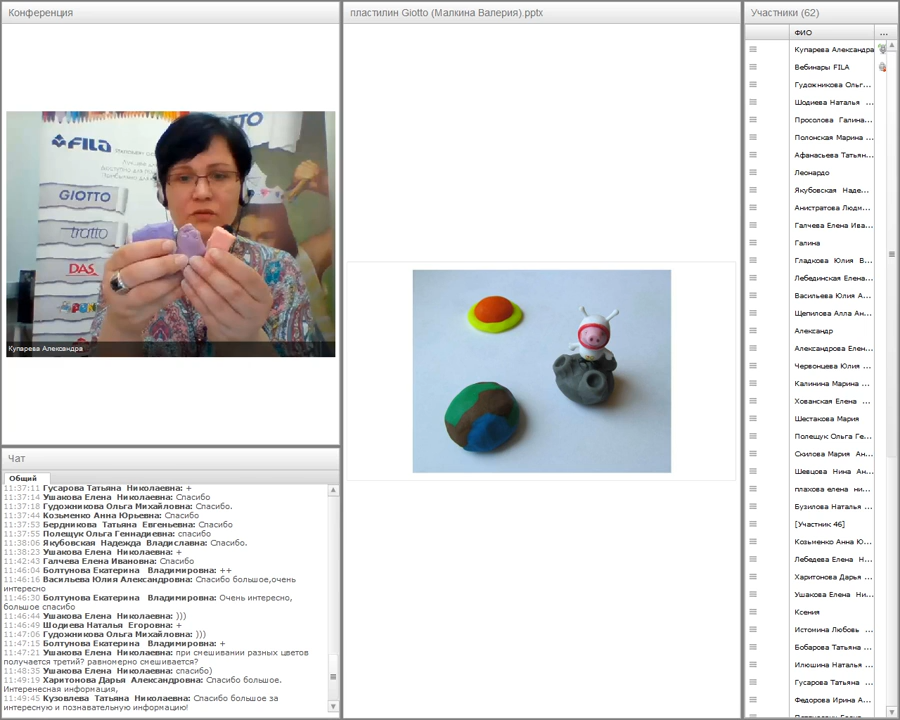 Конференция
FILA
GIOTTO
tratto
DAS
Купарева Александра
Чат
Общий
11:37:11 Гусарова Татьяна Николаевна: +
11:37:14 Ушакова Елена Николаевна: Спасибо
11:37:18 Гудожникова Ольга Михайловна: Спасибо.
11:37:44 Козьменко Анна Юрьевна: Спасибо
11:37:53 Бердникова Татьяна Евгеньевна: Спасибо
11:37:55 Полещук Ольга Геннадиевна: спасибо
11:38:06 Якубовская Надежда Владиславна: Спасибо.
11:38:23 Ушакова Елена Николаевна: +
11:42:43 Галчева Елена Ивановна: Спасибо
11:46:04 Болтунова Екатерина Владимировна: ++
11:46:16 Васильева Юлия Александровна: Спасибо большое,очень
интересно
11:46:30 Болтунова Екатерина Владимировна: Очень интересно,
большое спасибо
11:46:44 Ушакова Елена Николаевна: )))
11:46:49 Шодиева Наталья Егоровна: +
11:47:06 Гудожникова Ольга Михайловна: )))
11:47:15 Болтунова Екатерина Владимировна: +
11:47:21 Ушакова Елена Николаевна: при смешивании разных цветов
получается третий? равномерно смешивается?
11:48:35 Ушакова Елена Николаевна: спасибо)
11:49:19 Харитонова Дарья Александровна: Спасибо большое.
Интеренесная информация,
11:49:45 Кузовлева Татьяна Николаевна: Спасибо большое за
интересную и познавательную информацию!
пластилин Giotto (Малкина Валерия).pptx
Участники (62)
ФИО
...
Купарева Александра
Вебинары FILA
Гудожникова Ольг...
Шодиева Наталья ...
Просолова Галина...
Полонская Марина ...
Афанасьева Татьян...
Леонардо
Якубовская Наде...
Анистратова Людм...
Галчева Елена Ива...
Галина
Гладкова Юлия В...
Лебединская Елена...
Васильева Юлия А...
Щепилова Алла Ан...
Александр
Александрова Елен...
Червонцева Юлия ...
Калинина Марина ...
Хованская Елена ...
Шестакова Мария
Полещук Ольга Ге...
Скилова Мария Ан...
Шевцова Нина Ан...
плахова елена ни...
Бузилова Наталья ...
[Участник 46]
Козьменко Анна Ю...
Лебедева Елена Н...
Харитонова Дарья ...
Ушакова Елена Ни...
Ксения
Истомина Любовь ...
Бобарова Татьяна ...
Илюшина Наталья ...
Гусарова Татьяна ...
Федорова Ирина А...